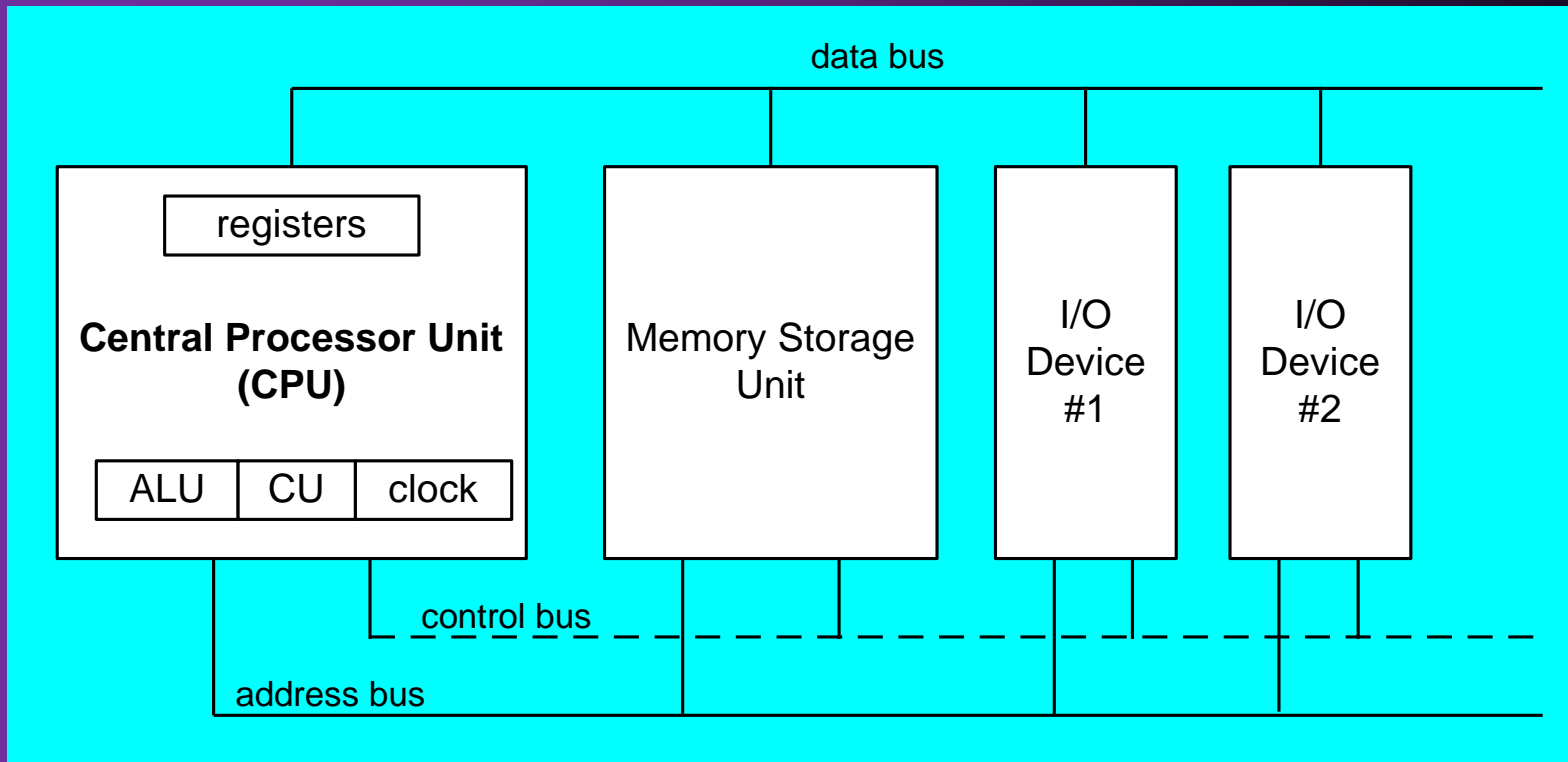 data bus
registers
Central Processor Unit
(CPU)
ALU
CU
clock
Memory Storage
Unit
I/O
Device
#1
I/O
Device
#2
control bus
address bus